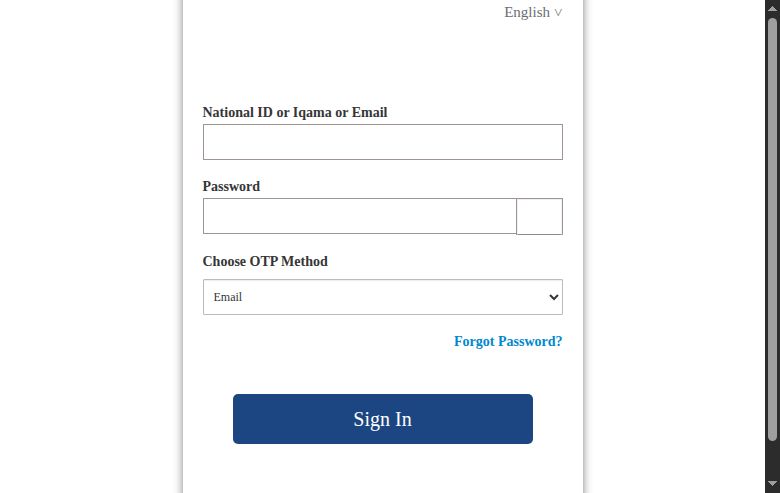 English ˅
National ID or Iqama or Email
Password
Choose OTP Method
Email
Forgot Password?
Sign In